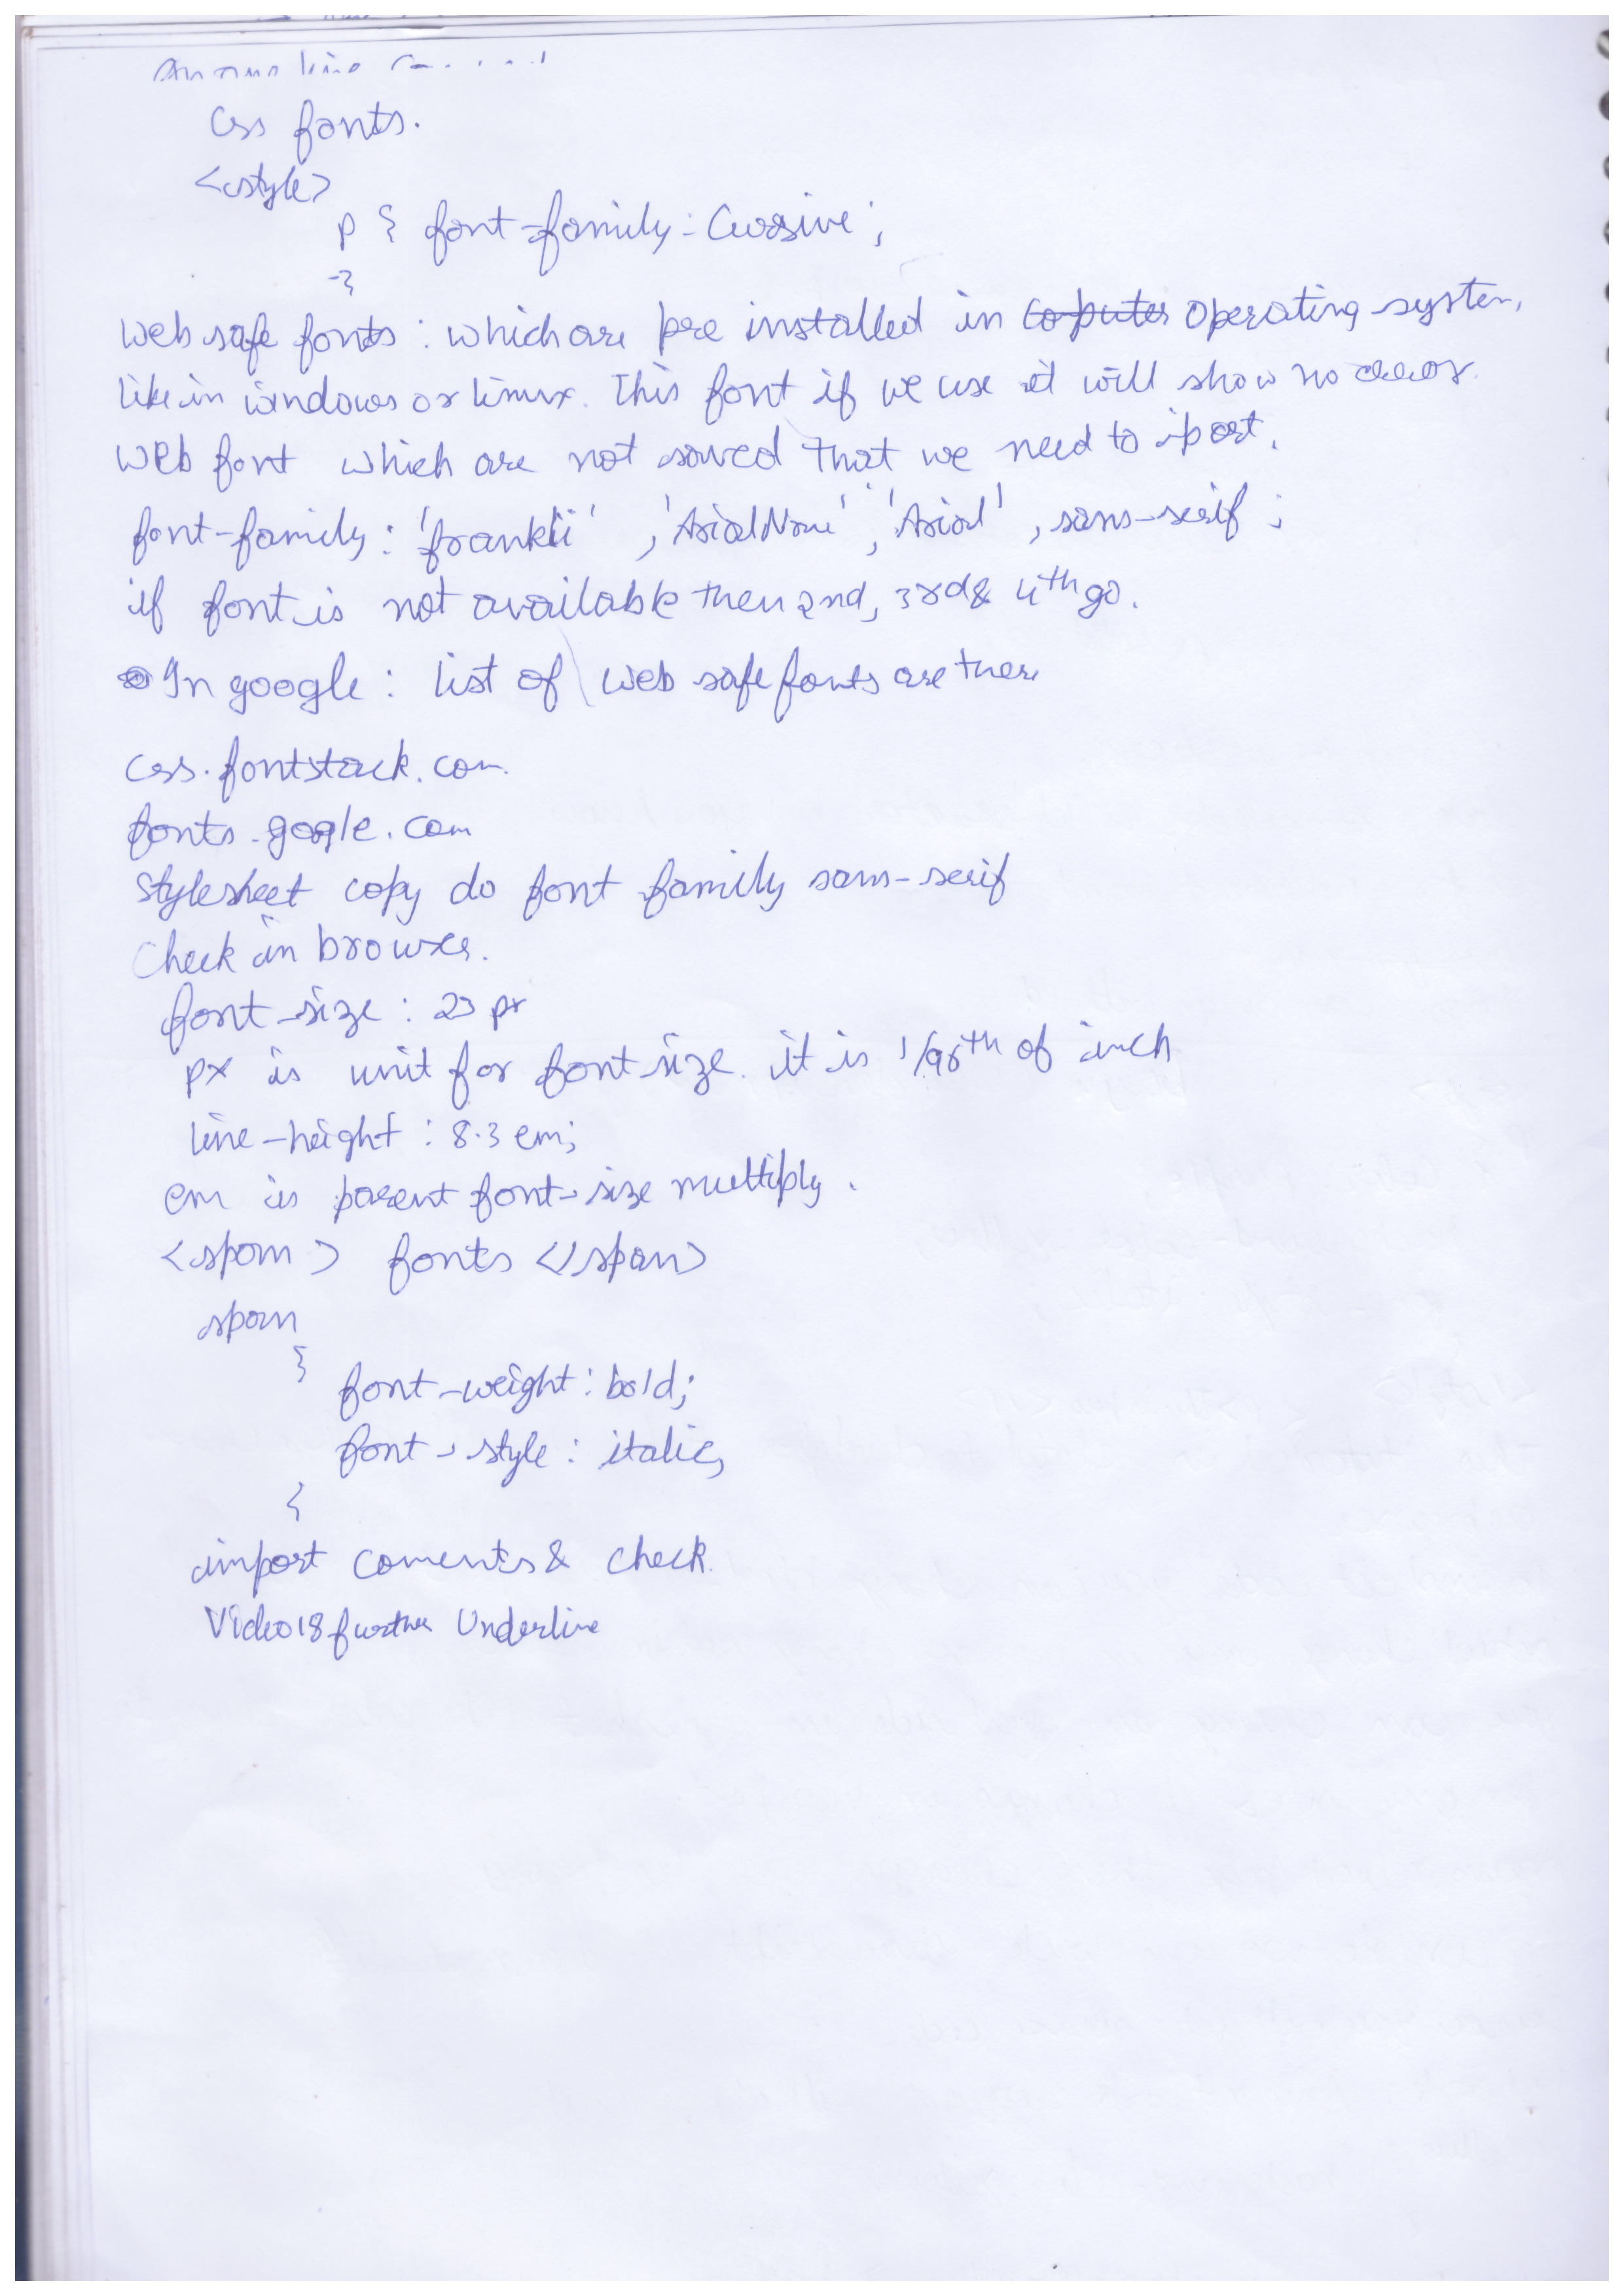 line
Css fonts.
<style>
p { font-family: Cursive;
}
web safe fonts : which are pre installed in computer operating system,
like in windows or linux. This font if we use it will show no error.
web font which are not saved that we need to iport.
font-family: 'franklii' , 'ArialNarrow', 'Arial' , sans-serif ;
if font is not available then 2nd, 3rd & 4th go.
In google : list of web safe fonts are there
css.fontstack.com.
fonts.google.com
Stylesheet copy do font family sans-serif
Check in browser.
font-size : 23 px
px is unit for font size. it is 1/96th of inch
line-height : 8.3 em;
em is parent font-size multiply .
<span> fonts </span>
span
}
font-weight: bold;
font-style : italic,
{
import coments & check.
Video18 further Underline